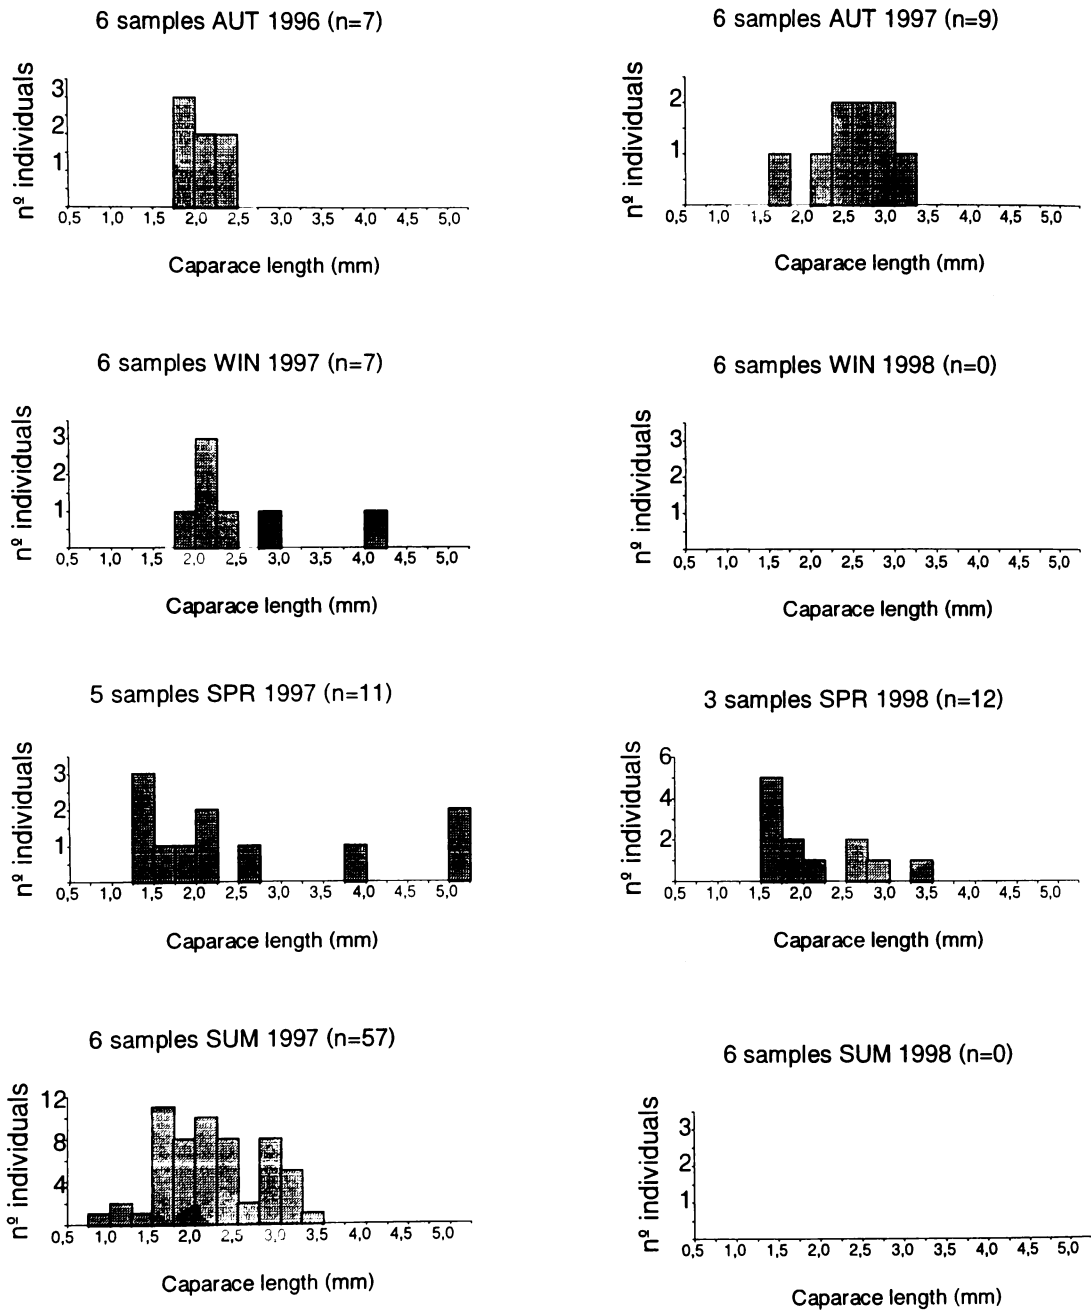 6 samples AUT 1996 (n=7)
nº individuals
3
2
1
0,5 1,0 1,5 2,0 2,5 3,0 3,5 4,0 4,5 5,0
Caparace length (mm)
6 samples AUT 1997 (n=9)
nº individuals
2
1
0,5 1,0 1,5 2,0 2,5 3,0 3,5 4,0 4,5 5,0
Caparace length (mm)
6 samples WIN 1997 (n=7)
nº individuals
3
2
1
0,5 1,0 1,5 2,0 2,5 3,0 3,5 4,0 4,5 5,0
Caparace length (mm)
6 samples WIN 1998 (n=0)
nº individuals
3
2
1
0,5 1,0 1,5 2,0 2,5 3,0 3,5 4,0 4,5 5,0
Caparace length (mm)
5 samples SPR 1997 (n=11)
nº individuals
3
2
1
0,5 1,0 1,5 2,0 2,5 3,0 3,5 4,0 4,5 5,0
Caparace length (mm)
3 samples SPR 1998 (n=12)
nº individuals
6
4
2
0,5 1,0 1,5 2,0 2,5 3,0 3,5 4,0 4,5 5,0
Caparace length (mm)
6 samples SUM 1997 (n=57)
nº individuals
12
8
4
0,5 1,0 1,5 2,0 2,5 3,0 3,5 4,0 4,5 5,0
Caparace length (mm)
6 samples SUM 1998 (n=0)
nº individuals
3
2
1
0,5 1,0 1,5 2,0 2,5 3,0 3,5 4,0 4,5 5,0
Caparace length (mm)